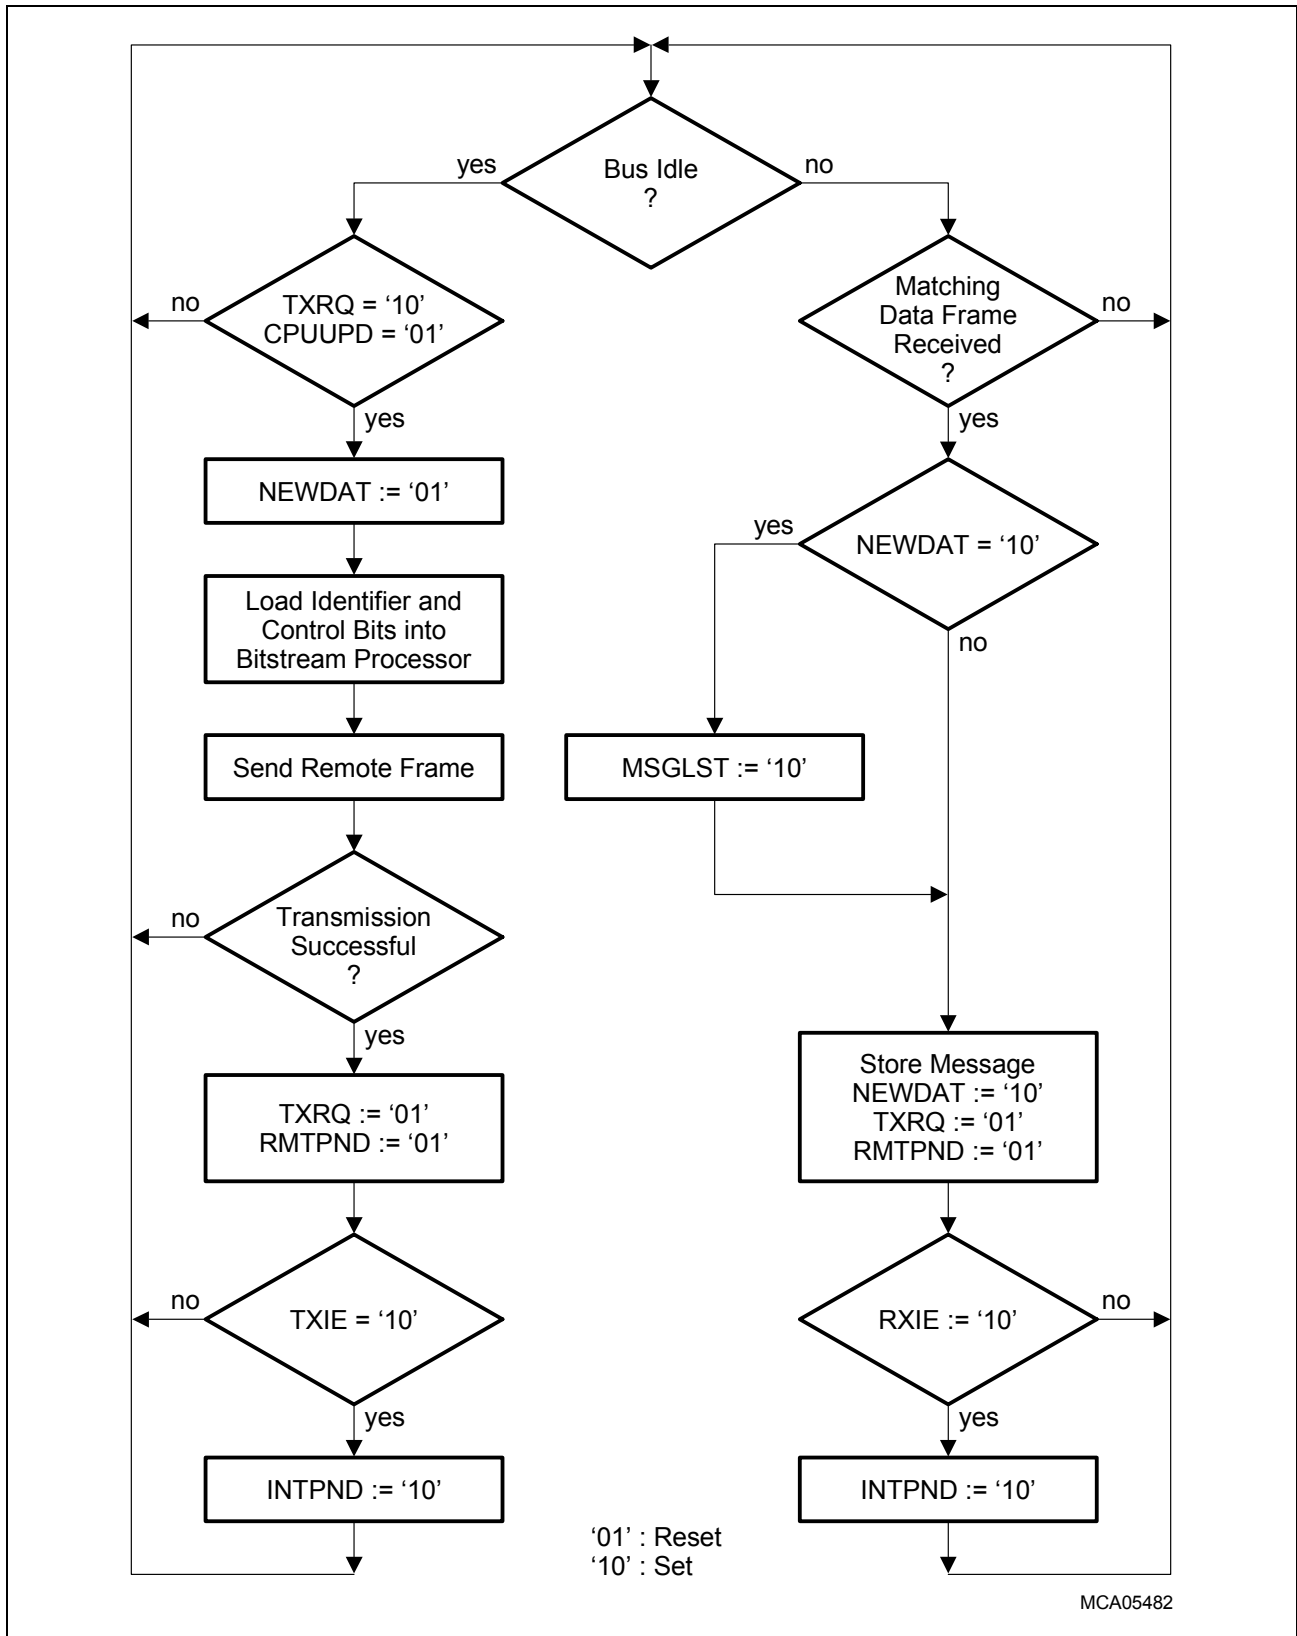 Bus Idle
?
yes
no
TXRQ = ‘10’
CPUUPD = ‘01’
no
yes
NEWDAT := ‘01’
Load Identifier and
Control Bits into
Bitstream Processor
Send Remote Frame
Transmission
Successful
?
no
yes
TXRQ := ‘01’
RMTPND := ‘01’
TXIE = ‘10’
no
yes
INTPND := ‘10’
Matching
Data Frame
Received
?
no
yes
NEWDAT = ‘10’
yes
no
MSGLST := ‘10’
Store Message
NEWDAT := ‘10’
TXRQ := ‘01’
RMTPND := ‘01’
RXIE := ‘10’
no
yes
INTPND := ‘10’
‘01’ : Reset
‘10’ : Set
MCA05482